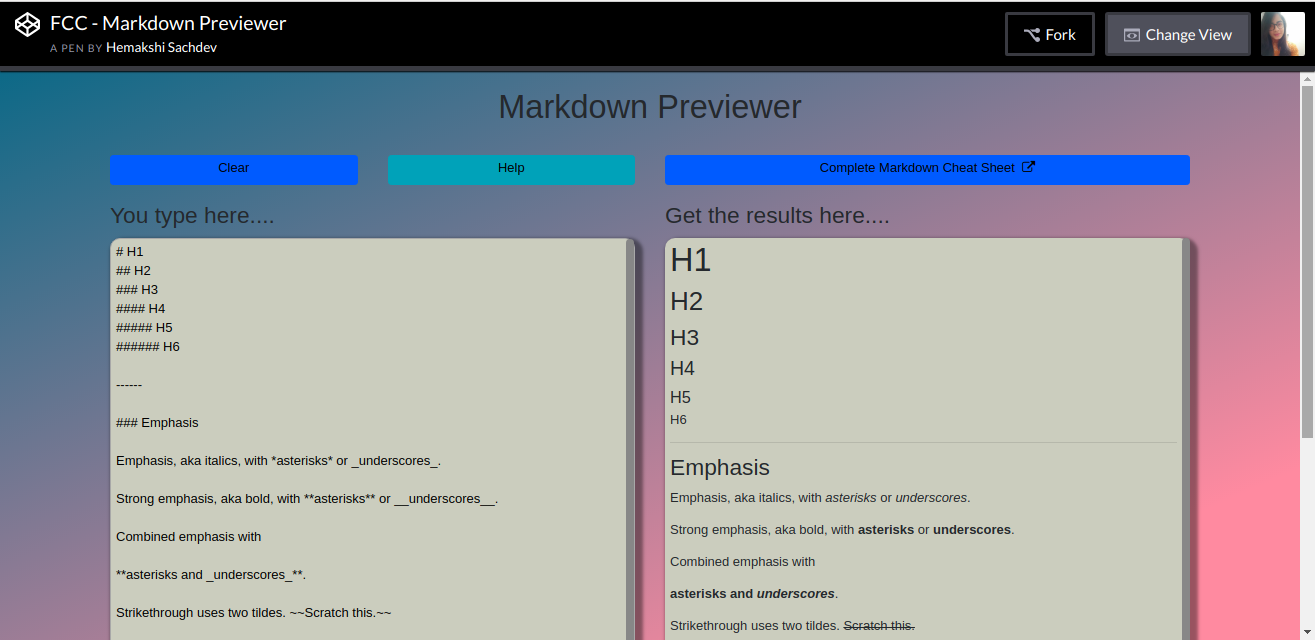 FCC - Markdown Previewer
A PEN BY Hemakshi Sachdev
Fork
Change View
Markdown Previewer
Clear
Help
Complete Markdown Cheat Sheet
You type here....
# H1
## H2
### H3
#### H4
##### H5
###### H6
------
### Emphasis
Emphasis, aka italics, with *asterisks* or _underscores_.
Strong emphasis, aka bold, with **asterisks** or __underscores__.
Combined emphasis with
**asterisks and _underscores_**.
Strikethrough uses two tildes. ~~Scratch this.~~
Get the results here....
H1
H2
H3
H4
H5
H6
Emphasis
Emphasis, aka italics, with asterisks or underscores.
Strong emphasis, aka bold, with asterisks or underscores.
Combined emphasis with
asterisks and underscores.
Strikethrough uses two tildes. Scratch this.